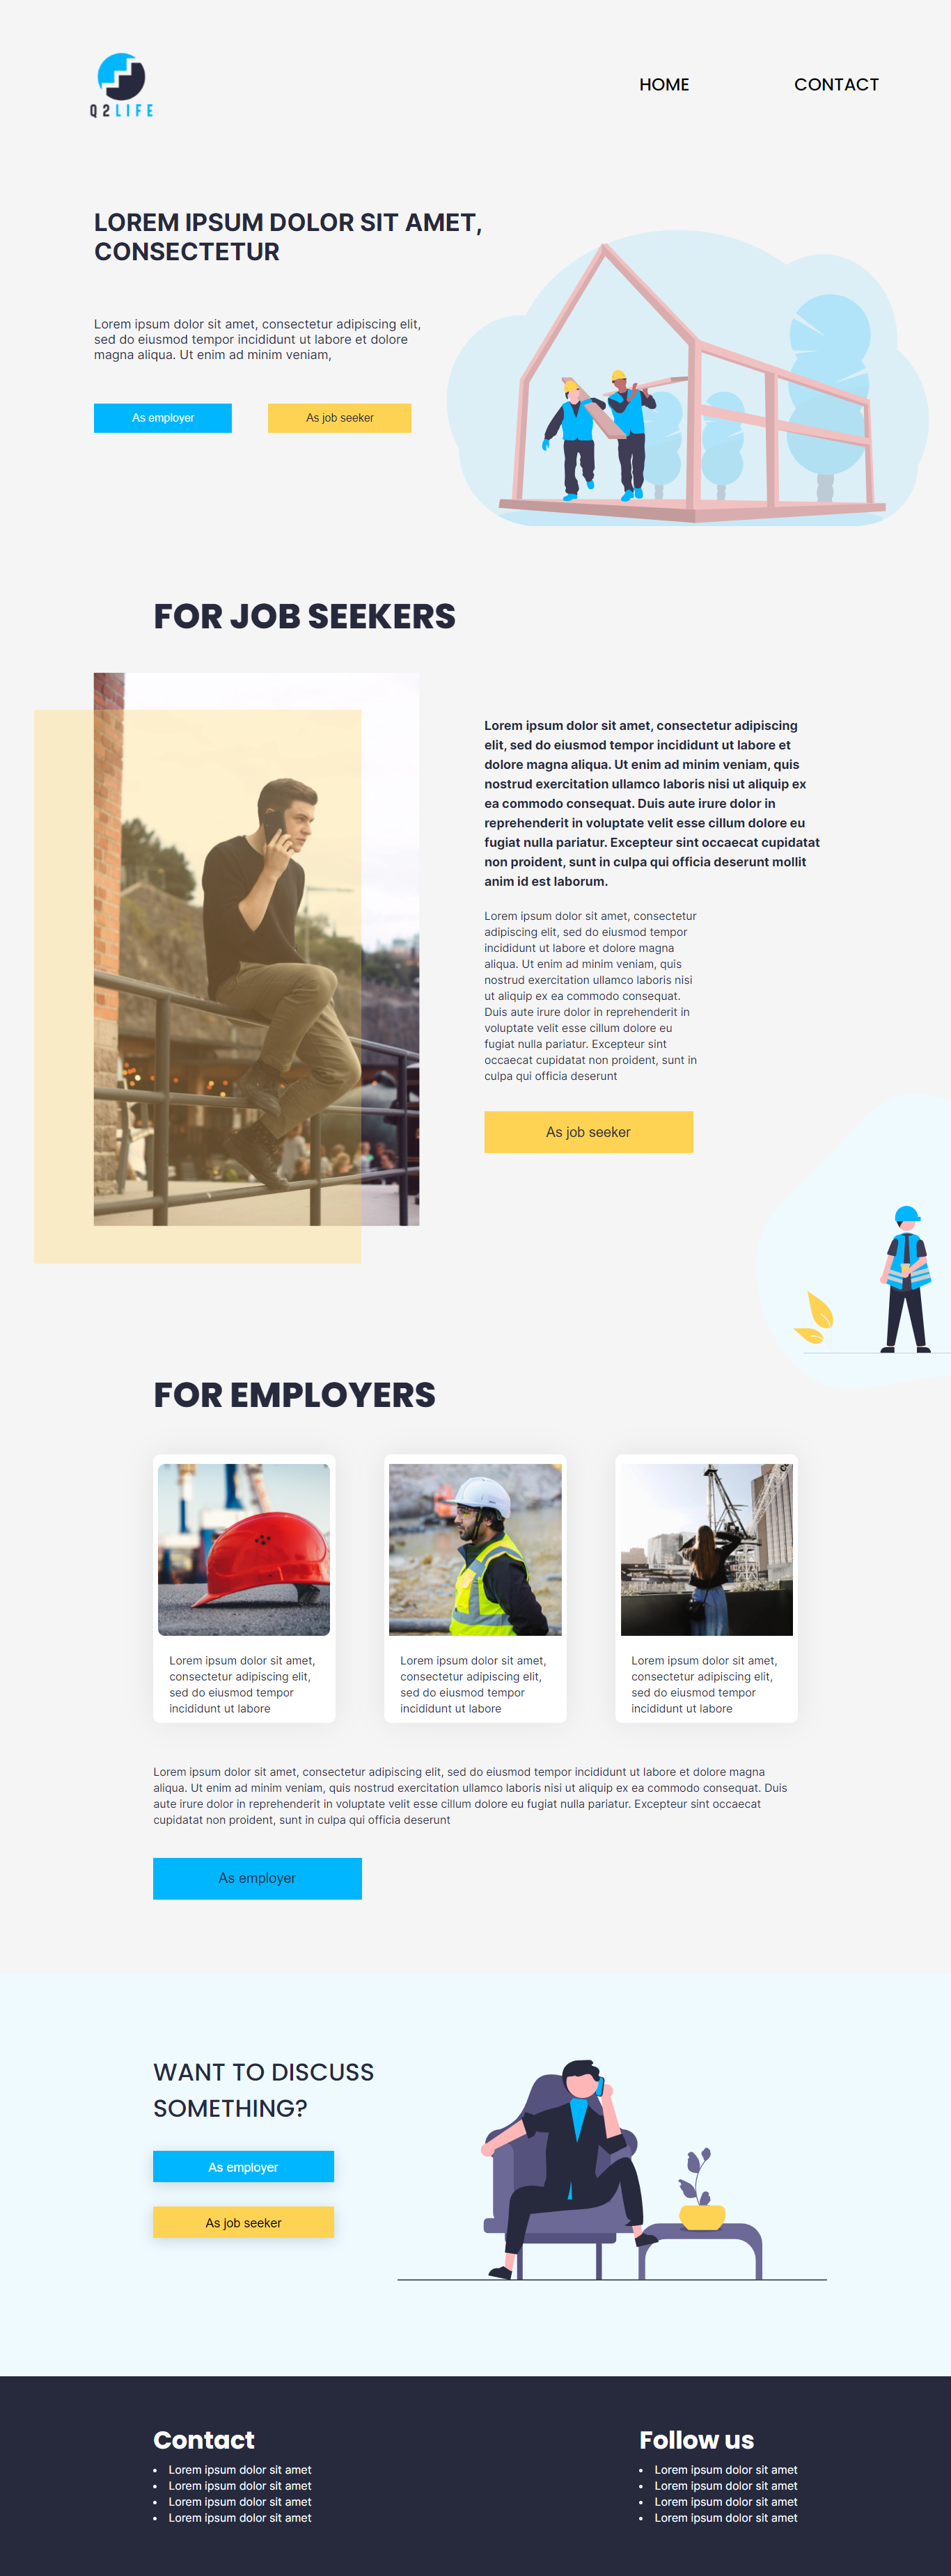 Q2LIFE
HOME
CONTACT
LOREM IPSUM DOLOR SIT AMET,
CONSECTETUR
Lorem ipsum dolor sit amet, consectetur adipiscing elit,
sed do eiusmod tempor incididunt ut labore et dolore
magna aliqua. Ut enim ad minim veniam,
As employer
As job seeker
FOR JOB SEEKERS
Lorem ipsum dolor sit amet, consectetur adipiscing
elit, sed do eiusmod tempor incididunt ut labore et
dolore magna aliqua. Ut enim ad minim veniam, quis
nostrud exercitation ullamco laboris nisi ut aliquip ex
ea commodo consequat. Duis aute irure dolor in
reprehenderit in voluptate velit esse cillum dolore eu
fugiat nulla pariatur. Excepteur sint occaecat cupidatat
non proident, sunt in culpa qui officia deserunt mollit
anim id est laborum.
Lorem ipsum dolor sit amet, consectetur
adipiscing elit, sed do eiusmod tempor
incididunt ut labore et dolore magna
aliqua. Ut enim ad minim veniam, quis
nostrud exercitation ullamco laboris nisi
ut aliquip ex ea commodo consequat.
Duis aute irure dolor in reprehenderit in
voluptate velit esse cillum dolore eu
fugiat nulla pariatur. Excepteur sint
occaecat cupidatat non proident, sunt in
culpa qui officia deserunt
As job seeker
FOR EMPLOYERS
Lorem ipsum dolor sit amet,
consectetur adipiscing elit,
sed do eiusmod tempor
incididunt ut labore
Lorem ipsum dolor sit amet,
consectetur adipiscing elit,
sed do eiusmod tempor
incididunt ut labore
Lorem ipsum dolor sit amet,
consectetur adipiscing elit,
sed do eiusmod tempor
incididunt ut labore
Lorem ipsum dolor sit amet, consectetur adipiscing elit, sed do eiusmod tempor incididunt ut labore et dolore magna
aliqua. Ut enim ad minim veniam, quis nostrud exercitation ullamco laboris nisi ut aliquip ex ea commodo consequat. Duis
aute irure dolor in reprehenderit in voluptate velit esse cillum dolore eu fugiat nulla pariatur. Excepteur sint occaecat
cupidatat non proident, sunt in culpa qui officia deserunt
As employer
WANT TO DISCUSS
SOMETHING?
As employer
As job seeker
Contact
• Lorem ipsum dolor sit amet
• Lorem ipsum dolor sit amet
• Lorem ipsum dolor sit amet
• Lorem ipsum dolor sit amet
Follow us
• Lorem ipsum dolor sit amet
• Lorem ipsum dolor sit amet
• Lorem ipsum dolor sit amet
• Lorem ipsum dolor sit amet